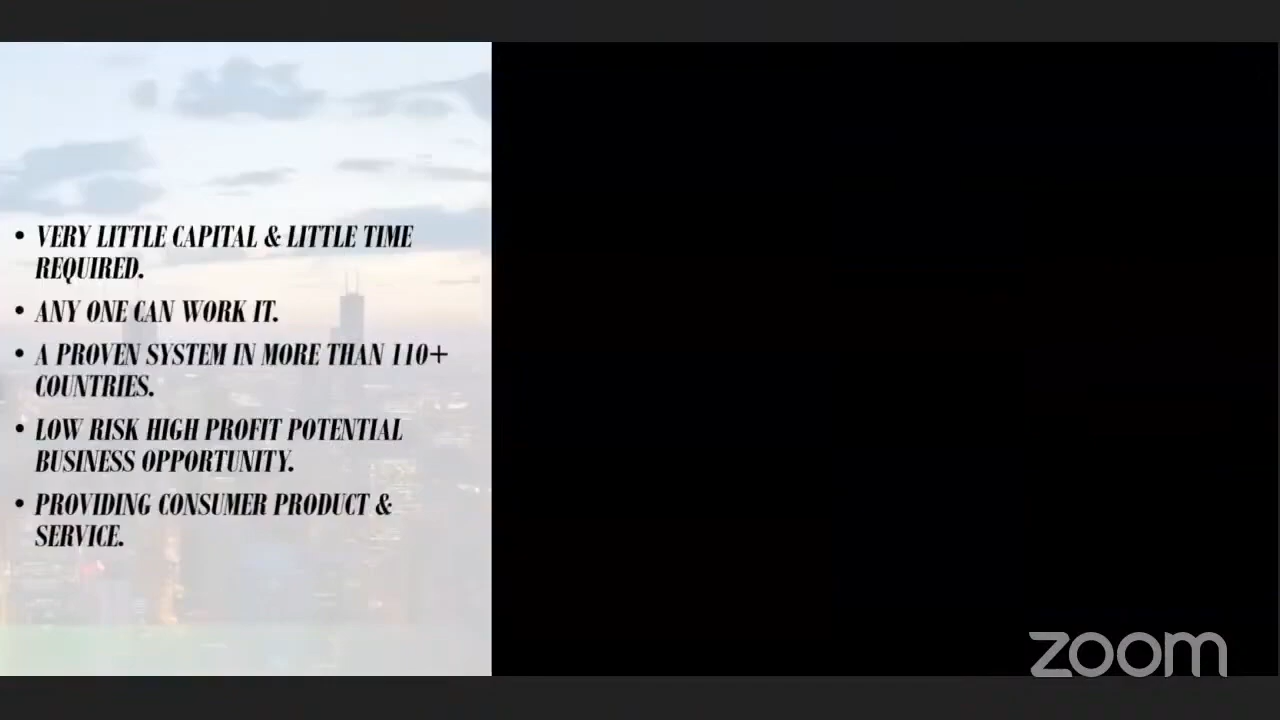 • VERY LITTLE CAPITAL & LITTLE TIME
REQUIRED.
• ANY ONE CAN WORK IT.
• A PROVEN SYSTEM IN MORE THAN 110+
COUNTRIES.
• LOW RISK HIGH PROFIT POTENTIAL
BUSINESS OPPORTUNITY.
• PROVIDING CONSUMER PRODUCT &
SERVICE.
zoom